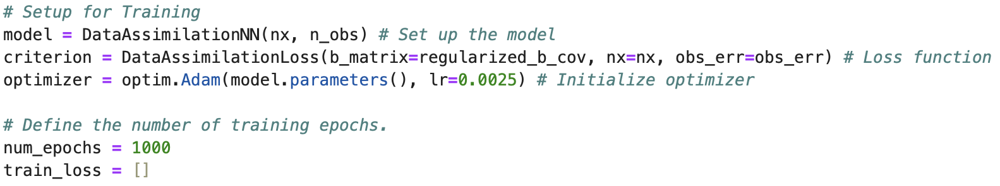 # Setup for Training
model = DataAssimilationNN(nx, n_obs) # Set up the model
criterion = DataAssimilationLoss(b_matrix=regularized_b_cov, nx=nx, obs_err=obs_err) # Loss function
optimizer = optim.Adam(model.parameters(), lr=0.0025) # Initialize optimizer
# Define the number of training epochs.
num_epochs = 1000
train_loss = []